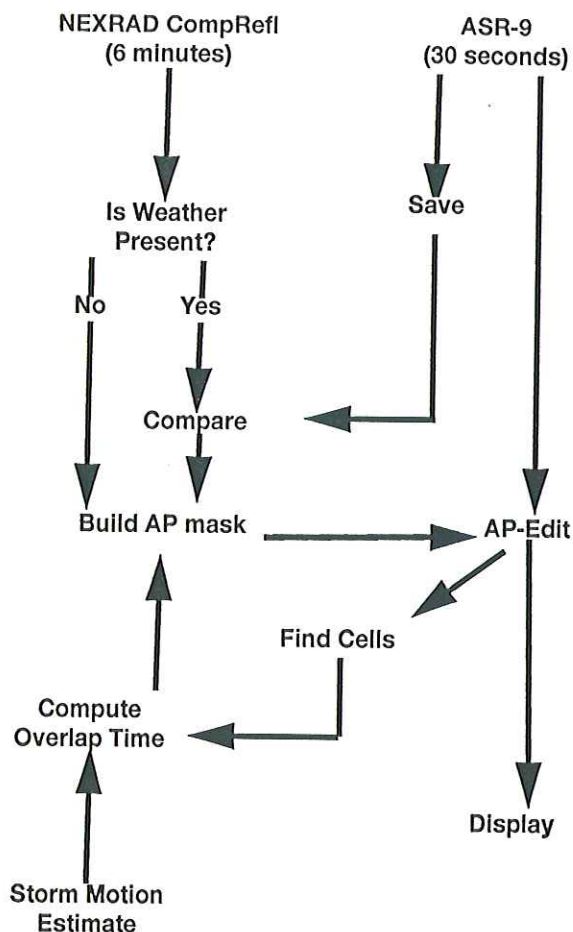 NEXRAD CompRefl
(6 minutes)
ASR-9
(30 seconds)
Is Weather
Present?
Save
No
Yes
Compare
Build AP mask
AP-Edit
Find Cells
Compute
Overlap Time
Display
Storm Motion
Estimate